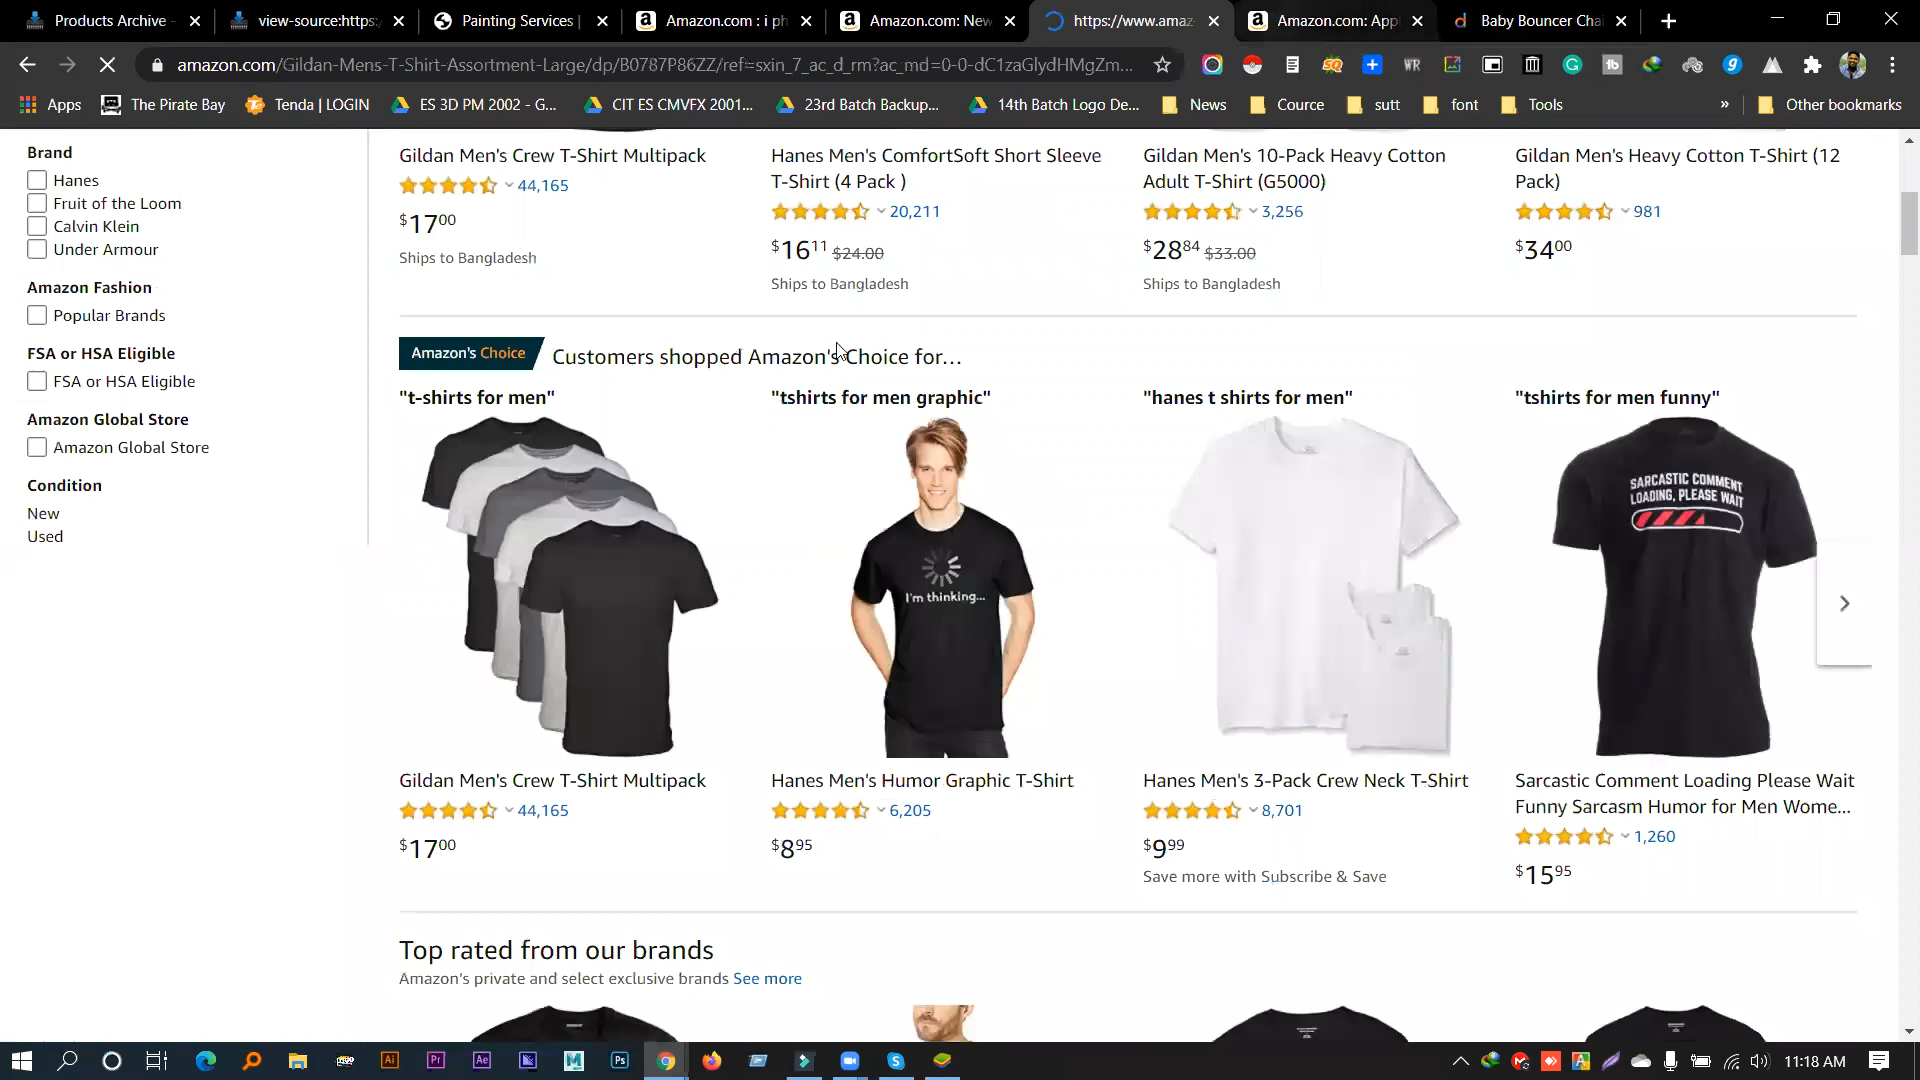 Products Archive -
view-source:https:
Painting Services |
Amazon.com : i ph
Amazon.com: New
https://www.amaz
Amazon.com: App
Baby Bouncer Cha
amazon.com/Gildan-Mens-T-Shirt-Assortment-Large/dp/B0787P86ZZ/ref=sxin_7_ac_d_rm?ac_md=0-0-dC1zaGlydHMgZm...
Apps
The Pirate Bay
Tenda | LOGIN
ES 3D PM 2002 - G...
CIT ES CMVFX 2001...
23rd Batch Backup...
14th Batch Logo De...
News
Cource
sutt
font
Tools
»
Other bookmarks
Brand
Hanes
Fruit of the Loom
Calvin Klein
Under Armour
Amazon Fashion
Popular Brands
FSA or HSA Eligible
FSA or HSA Eligible
Amazon Global Store
Amazon Global Store
Condition
New
Used
Gildan Men's Crew T-Shirt Multipack
44,165
$17.00
Ships to Bangladesh
Hanes Men's ComfortSoft Short Sleeve
T-Shirt (4 Pack )
20,211
$16.11 $24.00
Ships to Bangladesh
Gildan Men's 10-Pack Heavy Cotton
Adult T-Shirt (G5000)
3,256
$28.84 $33.00
Ships to Bangladesh
Gildan Men's Heavy Cotton T-Shirt (12
Pack)
981
$34.00
Amazon's Choice Customers shopped Amazon's Choice for…
"t-shirts for men"
Gildan Men's Crew T-Shirt Multipack
44,165
$17.00
"tshirts for men graphic"
I'm thinking...
Hanes Men's Humor Graphic T-Shirt
6,205
$8.95
"hanes t shirts for men"
Hanes Men's 3-Pack Crew Neck T-Shirt
8,701
$9.99
Save more with Subscribe & Save
"tshirts for men funny"
SARCASTIC COMMENT
LOADING, PLEASE WAIT
Sarcastic Comment Loading Please Wait
Funny Sarcasm Humor for Men Wome...
1,260
$15.95
Top rated from our brands
Amazon's private and select exclusive brands See more
11:18 AM